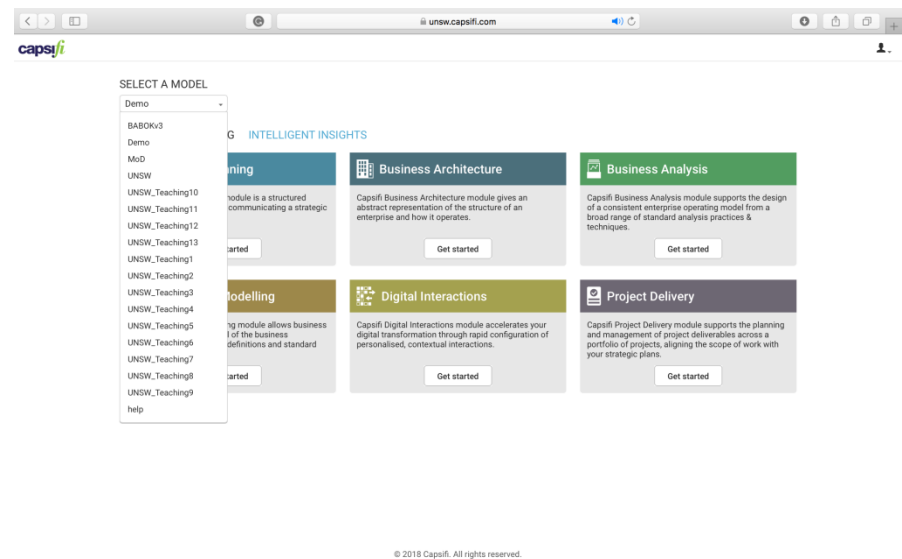 unsw.capsifi.com
capsifi
SELECT A MODEL
Demo
BABOKv3
Demo
MoD
UNSW
UNSW_Teaching10
UNSW_Teaching11
UNSW_Teaching12
UNSW_Teaching13
UNSW_Teaching1
UNSW_Teaching2
UNSW_Teaching3
UNSW_Teaching4
UNSW_Teaching5
UNSW_Teaching6
UNSW_Teaching7
UNSW_Teaching8
UNSW_Teaching9
help
G INTELLIGENT INSIGHTS
module is a structured
communicating a strategic
Business Architecture
Capsifi Business Architecture module gives an
abstract representation of the structure of an
enterprise and how it operates.
Get started
Business Analysis
Capsifi Business Analysis module supports the design
of a consistent enterprise operating model from a
broad range of standard analysis practices &
techniques.
Get started
module allows business
of the business
definitions and standard
Digital Interactions
Capsifi Digital Interactions module accelerates your
digital transformation through rapid configuration of
personalised, contextual interactions.
Get started
Project Delivery
Capsifi Project Delivery module supports the planning
and management of project deliverables across a
portfolio of projects, aligning the scope of work with
your strategic plans.
Get started
© 2018 Capsifi. All rights reserved.